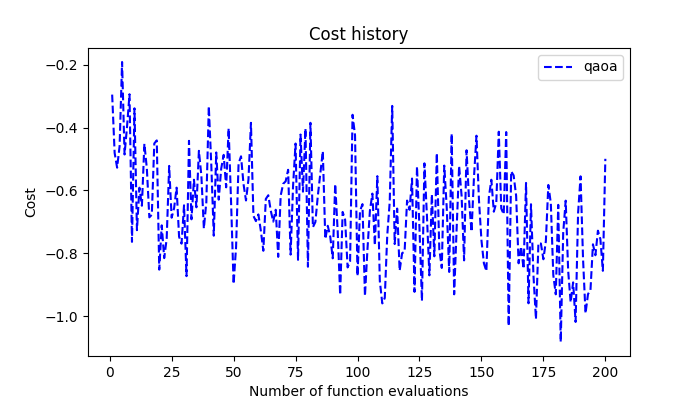 Cost history
qaoa
Cost
−0.2
−0.4
−0.6
−0.8
−1.0
0 25 50 75 100 125 150 175 200
Number of function evaluations